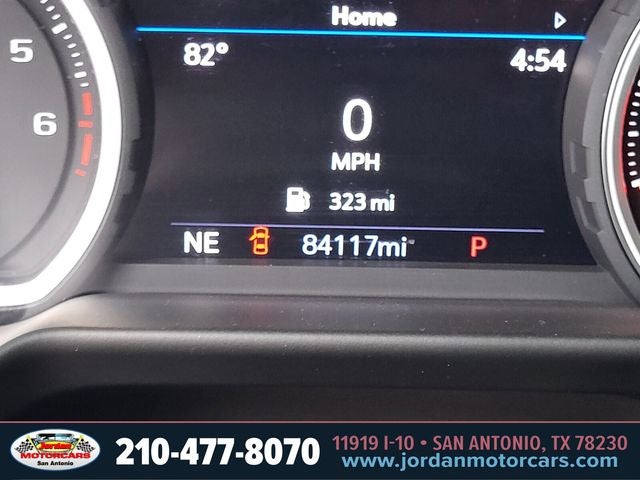 Home
82°
4:54
5
6
0
MPH
323 mi
NE
84117mi
P
Jordan
MOTORCARS
San Antonio
210-477-8070
11919 I-10 • SAN ANTONIO, TX 78230
www.jordanmotorcars.com